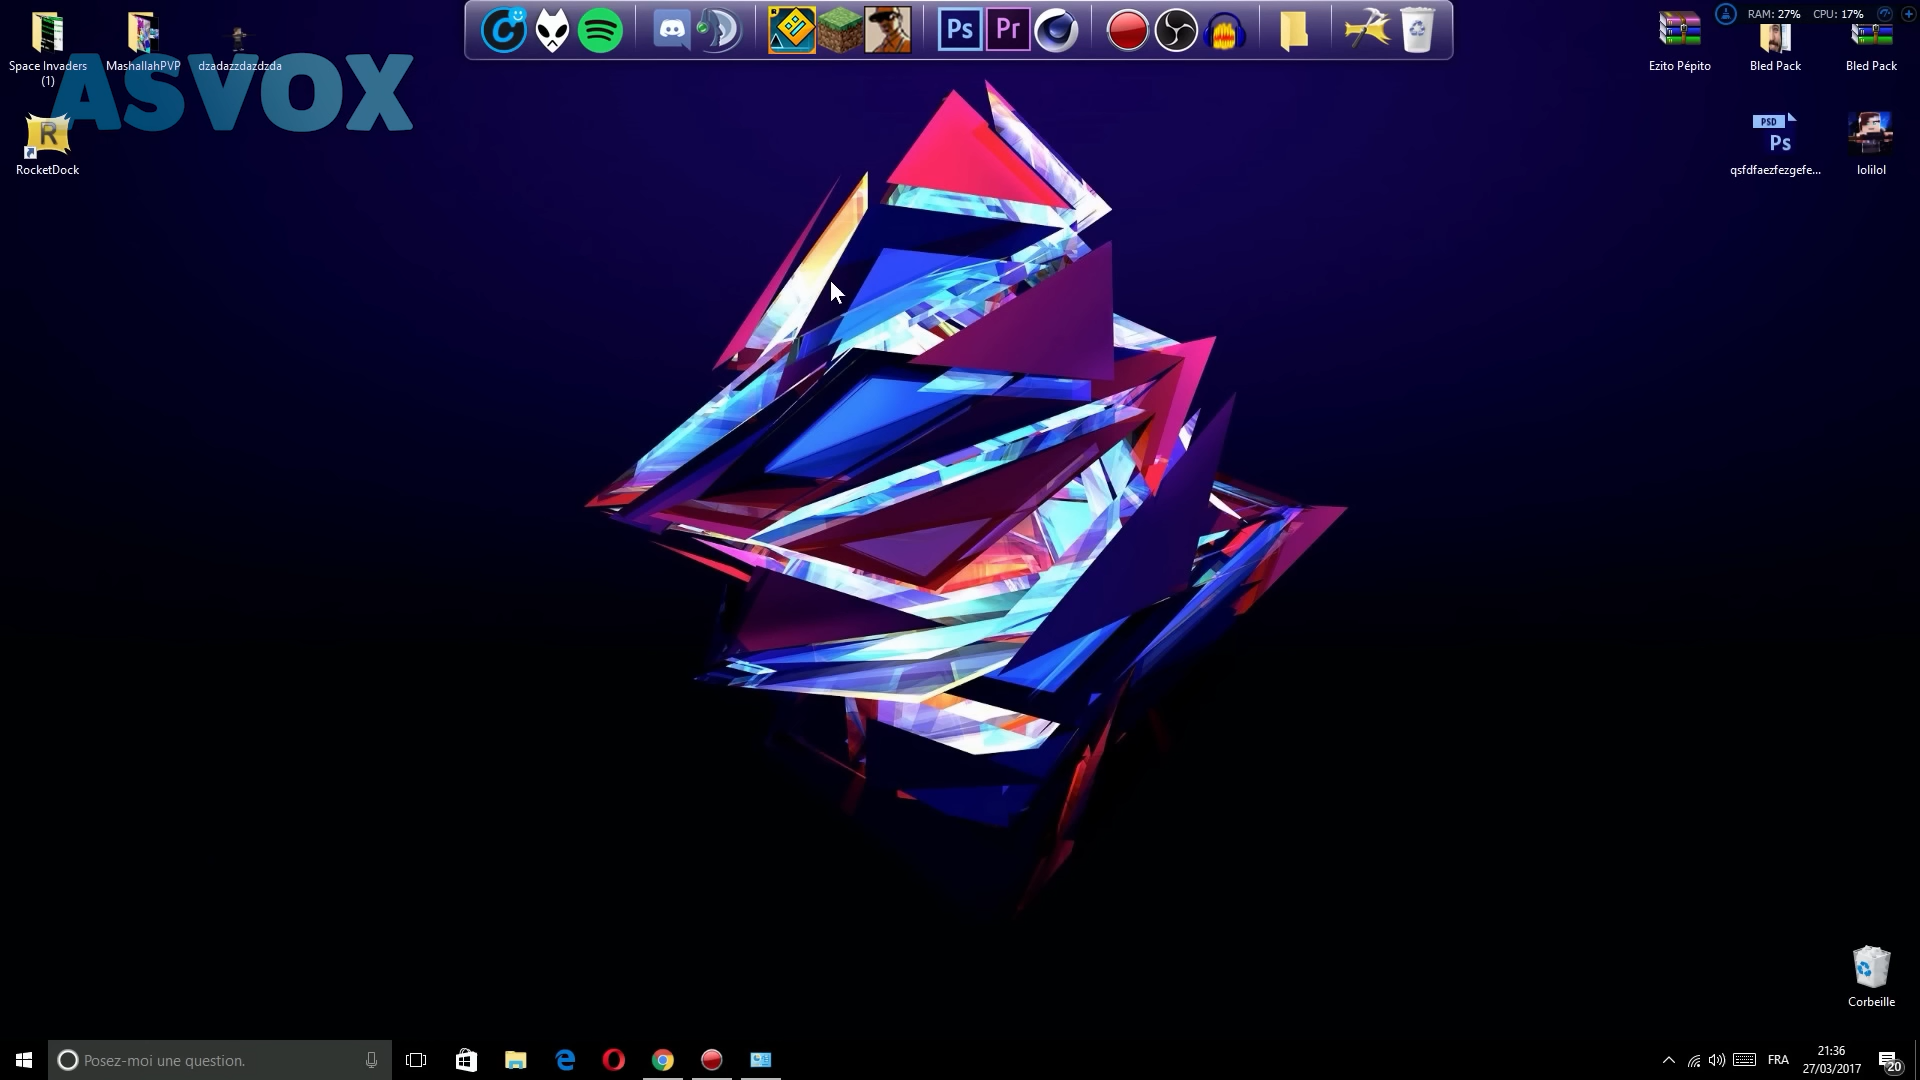 RAM: 27% CPU: 17%
Ps
Pr
Space Invaders
(1)
MashallahPVP
dzadazzdazdzda
Ezito Pépito
Bled Pack
Bled Pack
ASVOX
R
RocketDock
PSD
Ps
qsfdfaezfezgefe...
lolilol
Corbeille
Posez-moi une question.
FRA
21:36
27/03/2017
20